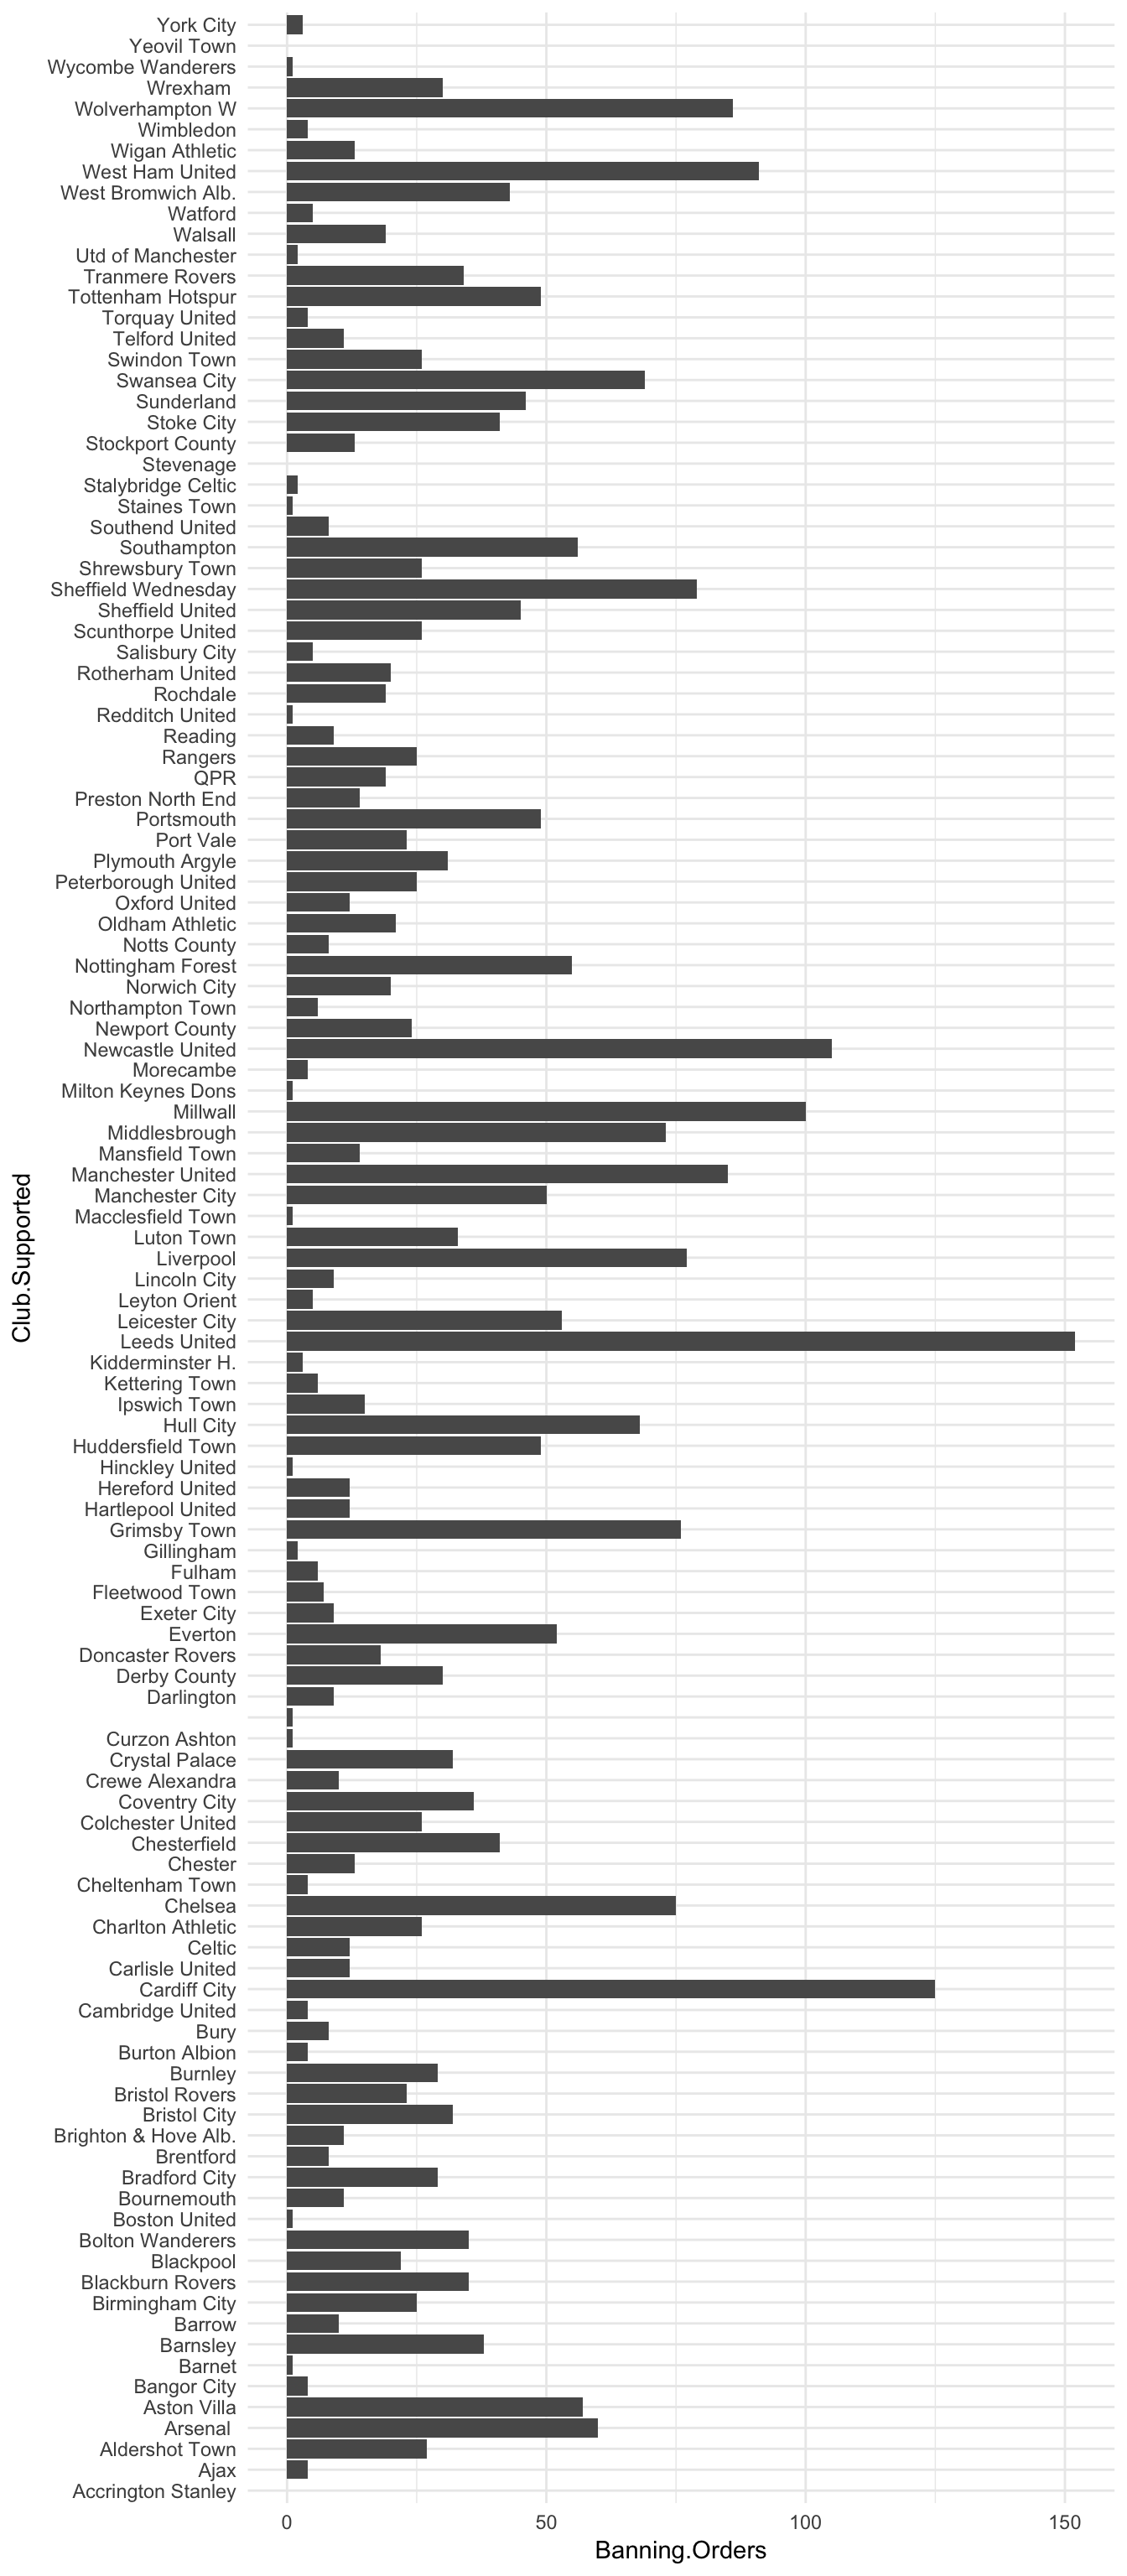 York City
Yeovil Town
Wycombe Wanderers
Wrexham
Wolverhampton W
Wimbledon
Wigan Athletic
West Ham United
West Bromwich Alb.
Watford
Walsall
Utd of Manchester
Tranmere Rovers
Tottenham Hotspur
Torquay United
Telford United
Swindon Town
Swansea City
Sunderland
Stoke City
Stockport County
Stevenage
Stalybridge Celtic
Staines Town
Southend United
Southampton
Shrewsbury Town
Sheffield Wednesday
Sheffield United
Scunthorpe United
Salisbury City
Rotherham United
Rochdale
Redditch United
Reading
Rangers
QPR
Preston North End
Portsmouth
Port Vale
Plymouth Argyle
Peterborough United
Oxford United
Oldham Athletic
Notts County
Nottingham Forest
Norwich City
Northampton Town
Newport County
Newcastle United
Morecambe
Milton Keynes Dons
Millwall
Middlesbrough
Mansfield Town
Manchester United
Manchester City
Macclesfield Town
Luton Town
Liverpool
Lincoln City
Leyton Orient
Leicester City
Leeds United
Kidderminster H.
Kettering Town
Ipswich Town
Hull City
Huddersfield Town
Hinckley United
Hereford United
Hartlepool United
Grimsby Town
Gillingham
Fulham
Fleetwood Town
Exeter City
Everton
Doncaster Rovers
Derby County
Darlington
Curzon Ashton
Crystal Palace
Crewe Alexandra
Coventry City
Colchester United
Chesterfield
Chester
Cheltenham Town
Chelsea
Charlton Athletic
Celtic
Carlisle United
Cardiff City
Cambridge United
Bury
Burton Albion
Burnley
Bristol Rovers
Bristol City
Brighton & Hove Alb.
Brentford
Bradford City
Bournemouth
Boston United
Bolton Wanderers
Blackpool
Blackburn Rovers
Birmingham City
Barrow
Barnsley
Barnet
Bangor City
Aston Villa
Arsenal
Aldershot Town
Ajax
Accrington Stanley
Club.Supported
0 50 100 150
Banning.Orders